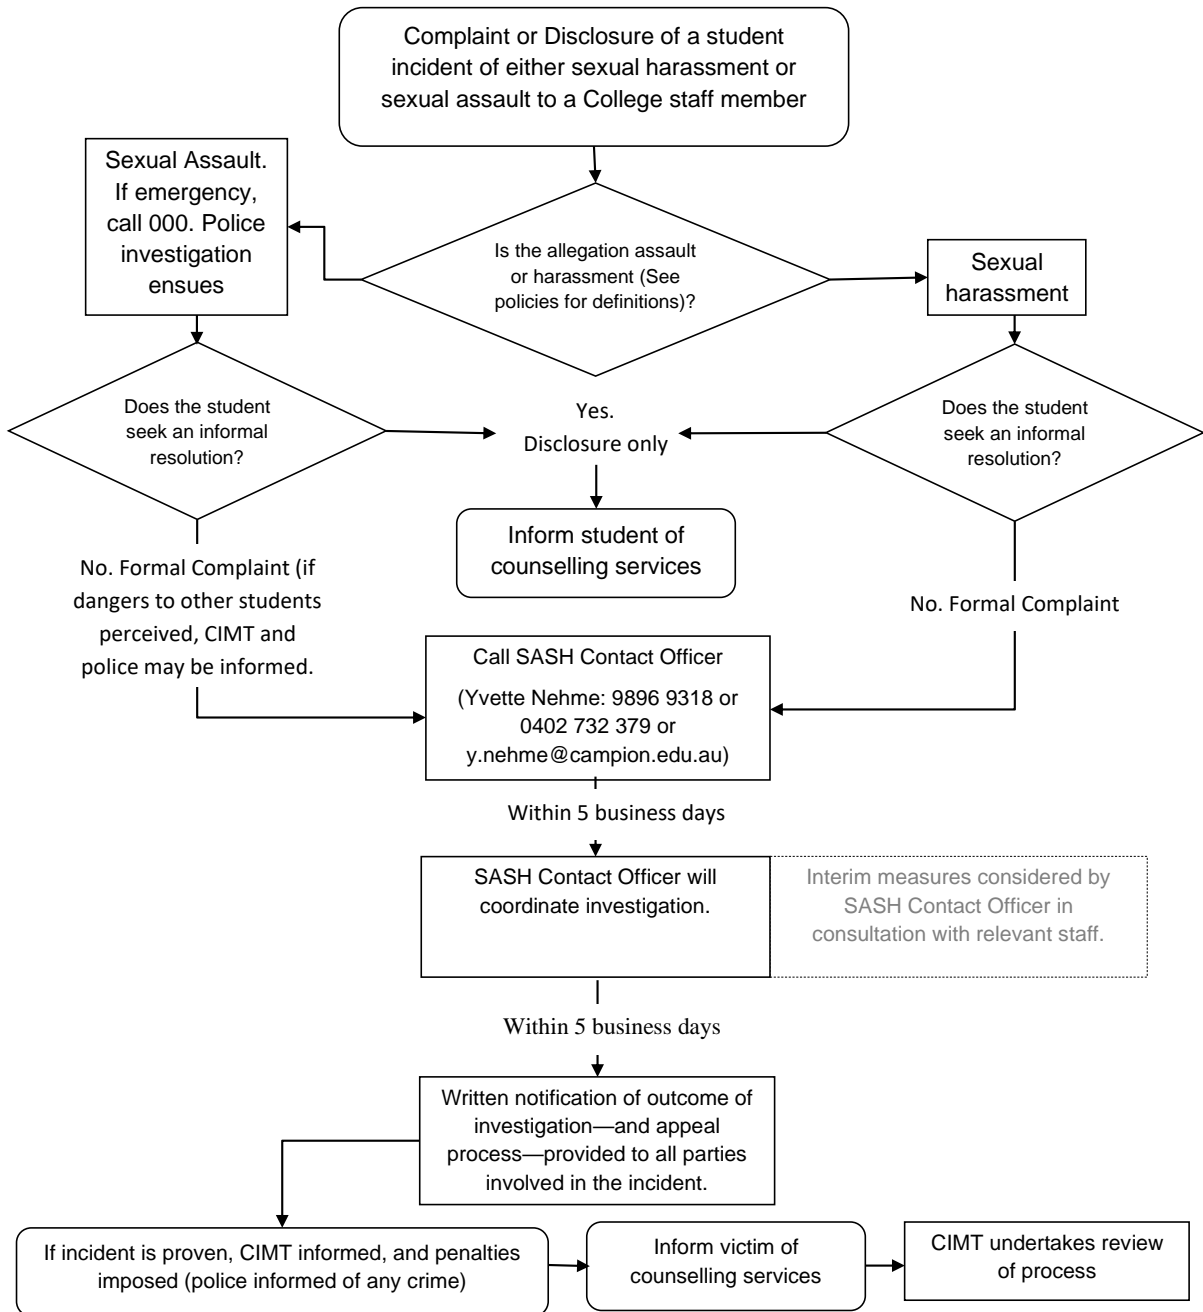 Complaint or Disclosure of a student
incident of either sexual harassment or
sexual assault to a College staff member
Sexual Assault.
If emergency,
call 000. Police
investigation
ensues
Is the allegation assault
or harassment (See
policies for definitions)?
Sexual
harassment
Does the student
seek an informal
resolution?
Yes.
Disclosure only
Does the student
seek an informal
resolution?
Inform student of
counselling services
No. Formal Complaint (if
dangers to other students
perceived, CIMT and
police may be informed.
No. Formal Complaint
Call SASH Contact Officer
(Yvette Nehme: 9896 9318 or
0402 732 379 or
y.nehme@campion.edu.au)
Within 5 business days
SASH Contact Officer will
coordinate investigation.
Interim measures considered by
SASH Contact Officer in
consultation with relevant staff.
Within 5 business days
Written notification of outcome of
investigation—and appeal
process—provided to all parties
involved in the incident.
If incident is proven, CIMT informed, and penalties
imposed (police informed of any crime)
Inform victim of
counselling services
CIMT undertakes review
of process